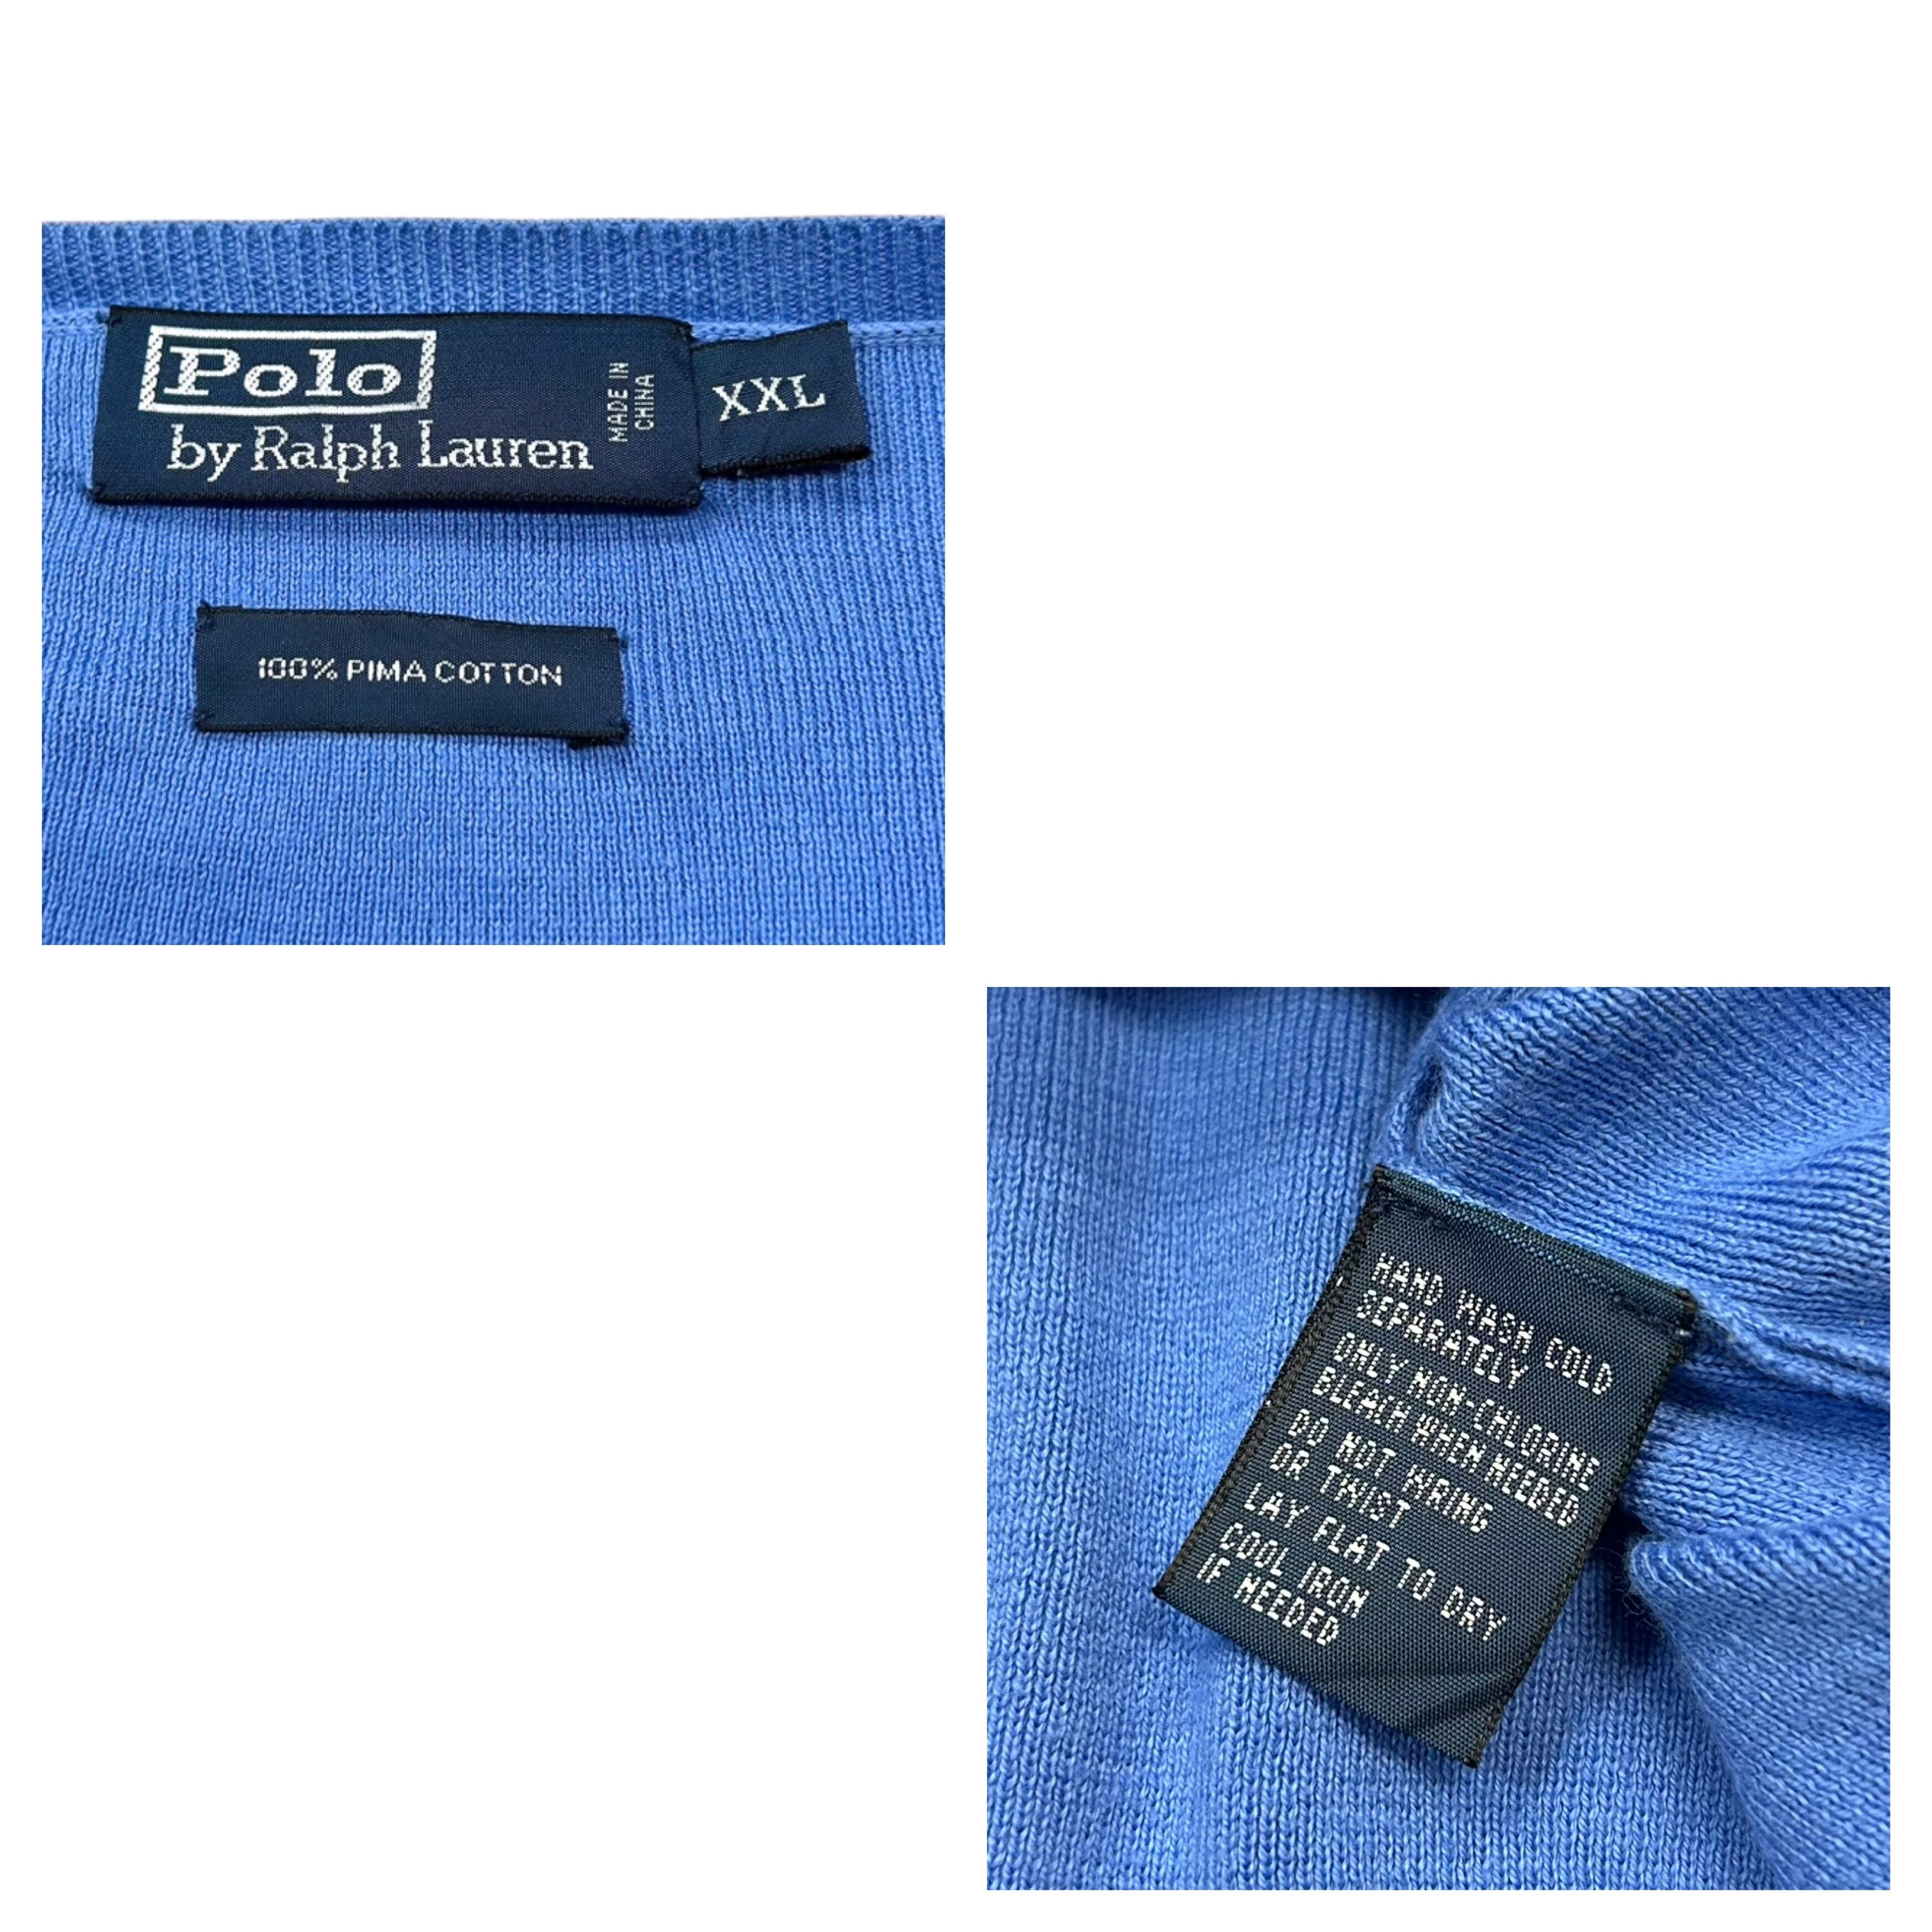 Polo
by Ralph Lauren
MADE IN
CHINA
XXL
100% PIMA COTTON
HAND WASH COLD
SEPARATELY
ONLY NON-CHLORINE
BLEACH WHEN NEEDED
DO NOT WRING
OR TWIST
LAY FLAT TO DRY
COOL IRON
IF NEEDED